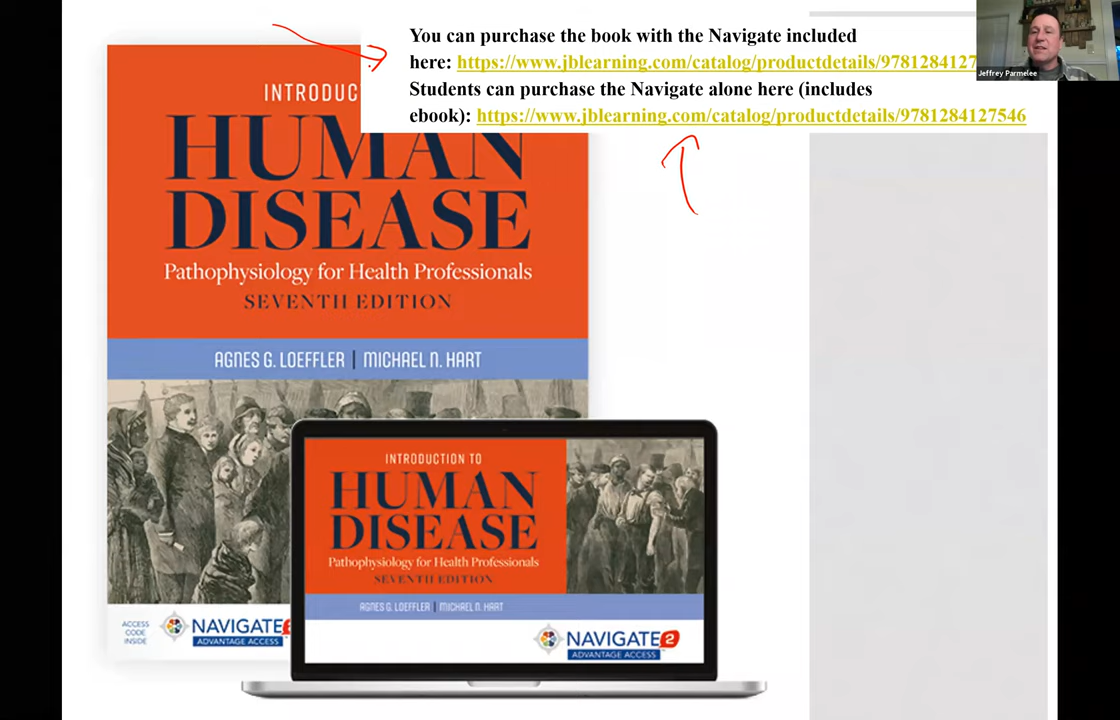 You can purchase the book with the Navigate included
here: https://www.jblearning.com/catalog/productdetails/978128412
Students can purchase the Navigate alone here (includes
ebook): https://www.jblearning.com/catalog/productdetails/9781284127546
Jeffrey Parmelee
HUMAN
DISEASE
Pathophysiology for Health Professionals
SEVENTH EDITION
AGNES G. LOEFFLER | MICHAEL N. HART
INTRODUCTION TO
HUMAN
DISEASE
Pathophysiology for Health Professionals
SEVENTH EDITION
AGNES G. LOEFFLER | MICHAEL N. HART
ACCESS
CODE
INSIDE
NAVIGATE
ADVANTAGE ACCESS
NAVIGATE 2
ADVANTAGE ACCESS